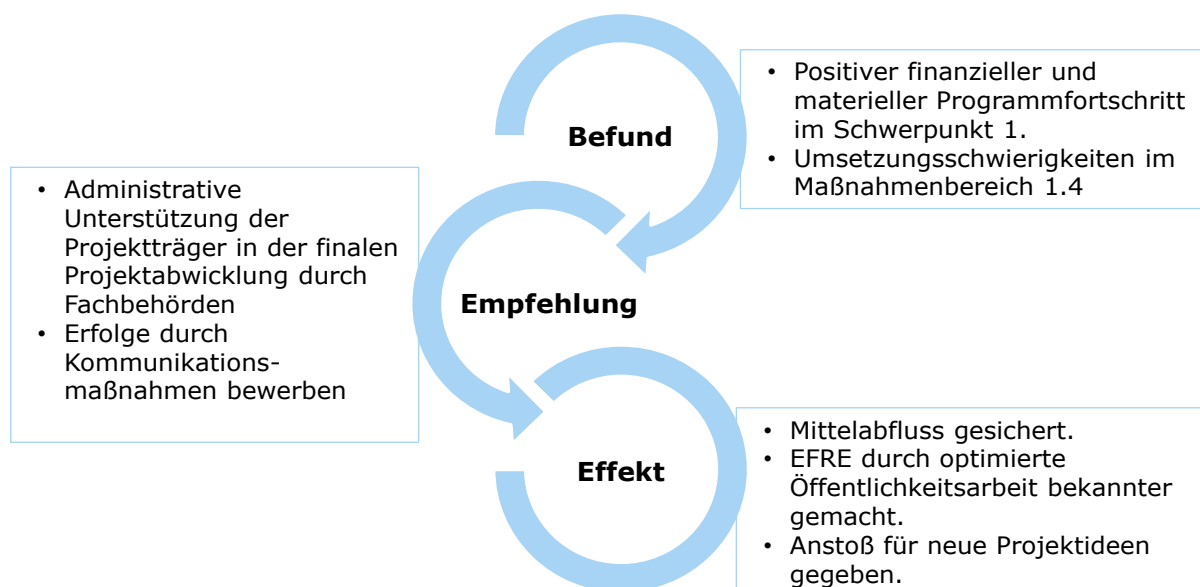 Befund
• Positiver finanzieller und
materieller Programmfortschritt
im Schwerpunkt 1.
• Umsetzungsschwierigkeiten im
Maßnahmenbereich 1.4
Empfehlung
• Administrative
Unterstützung der
Projektträger in der finalen
Projektabwicklung durch
Fachbehörden
• Erfolge durch
Kommunikations-
maßnahmen bewerben
Effekt
• Mittelabfluss gesichert.
• EFRE durch optimierte
Öffentlichkeitsarbeit bekannter
gemacht.
• Anstoß für neue Projektideen
gegeben.